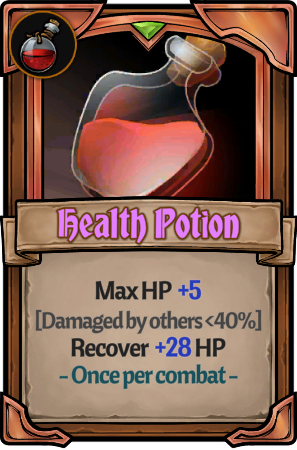 Health Potion
Max HP +5
[Damaged by others <40%]
Recover +28 HP
- Once per combat -